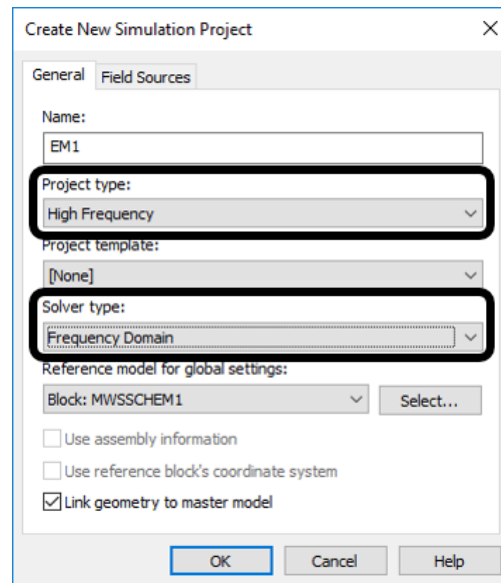 Create New Simulation Project
General Field Sources
Name:
EM1
Project type:
High Frequency
Project template:
[None]
Solver type:
Frequency Domain
Reference model for global settings:
Block: MWSSCHEM1 Select...
Use assembly information
Use reference block's coordinate system
Link geometry to master model
OK Cancel Help